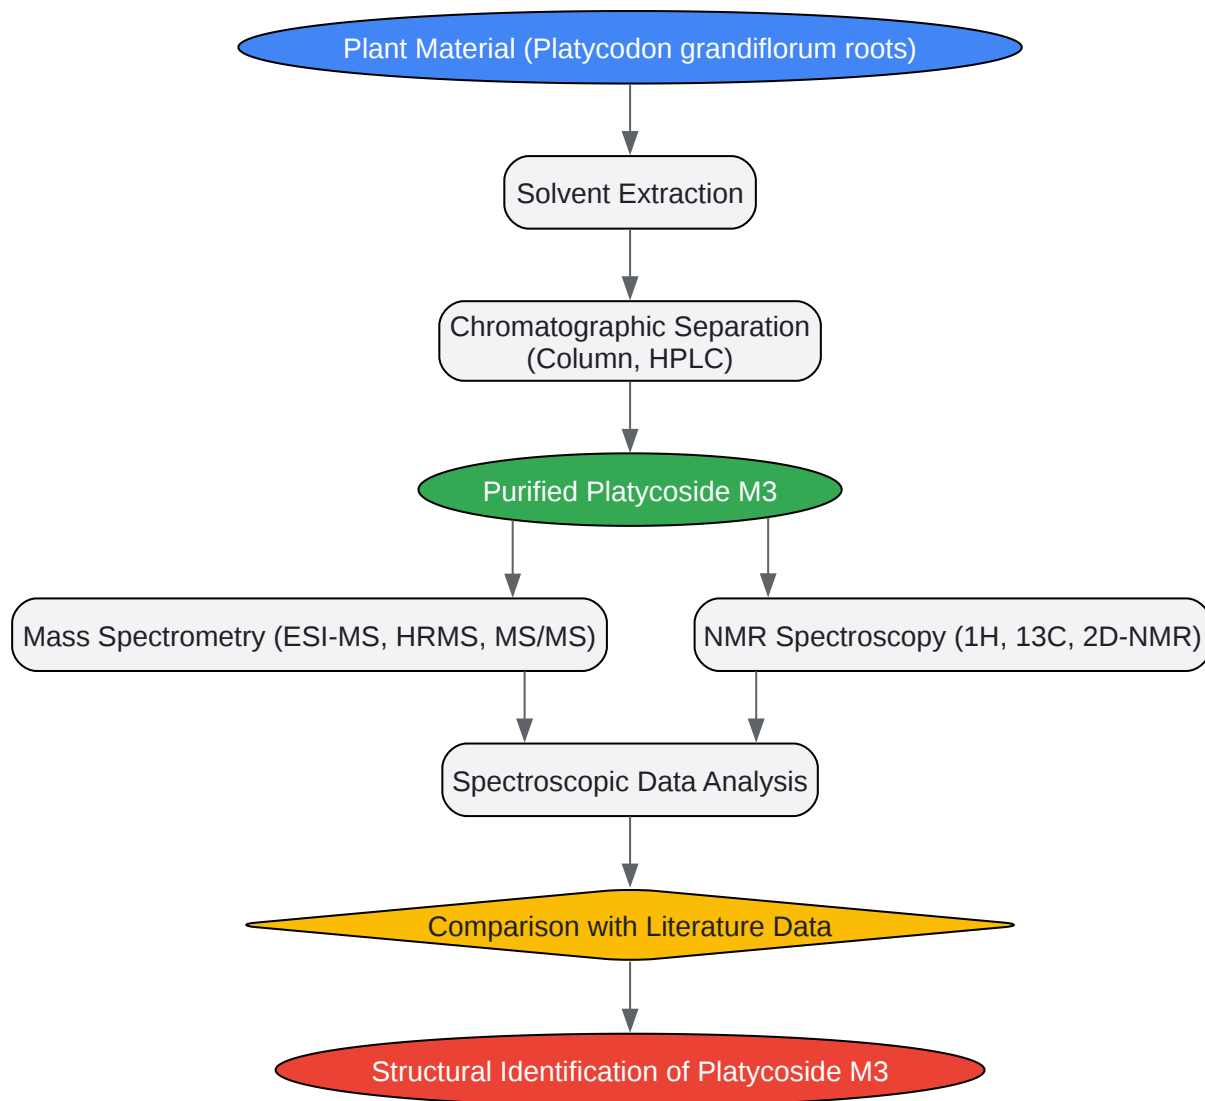 Plant Material (Platycodon grandiflorum roots)
Solvent Extraction
Chromatographic Separation
(Column, HPLC)
Purified Platycoside M3
Mass Spectrometry (ESI-MS, HRMS, MS/MS)
NMR Spectroscopy (1H, 13C, 2D-NMR)
Spectroscopic Data Analysis
Comparison with Literature Data
Structural Identification of Platycoside M3